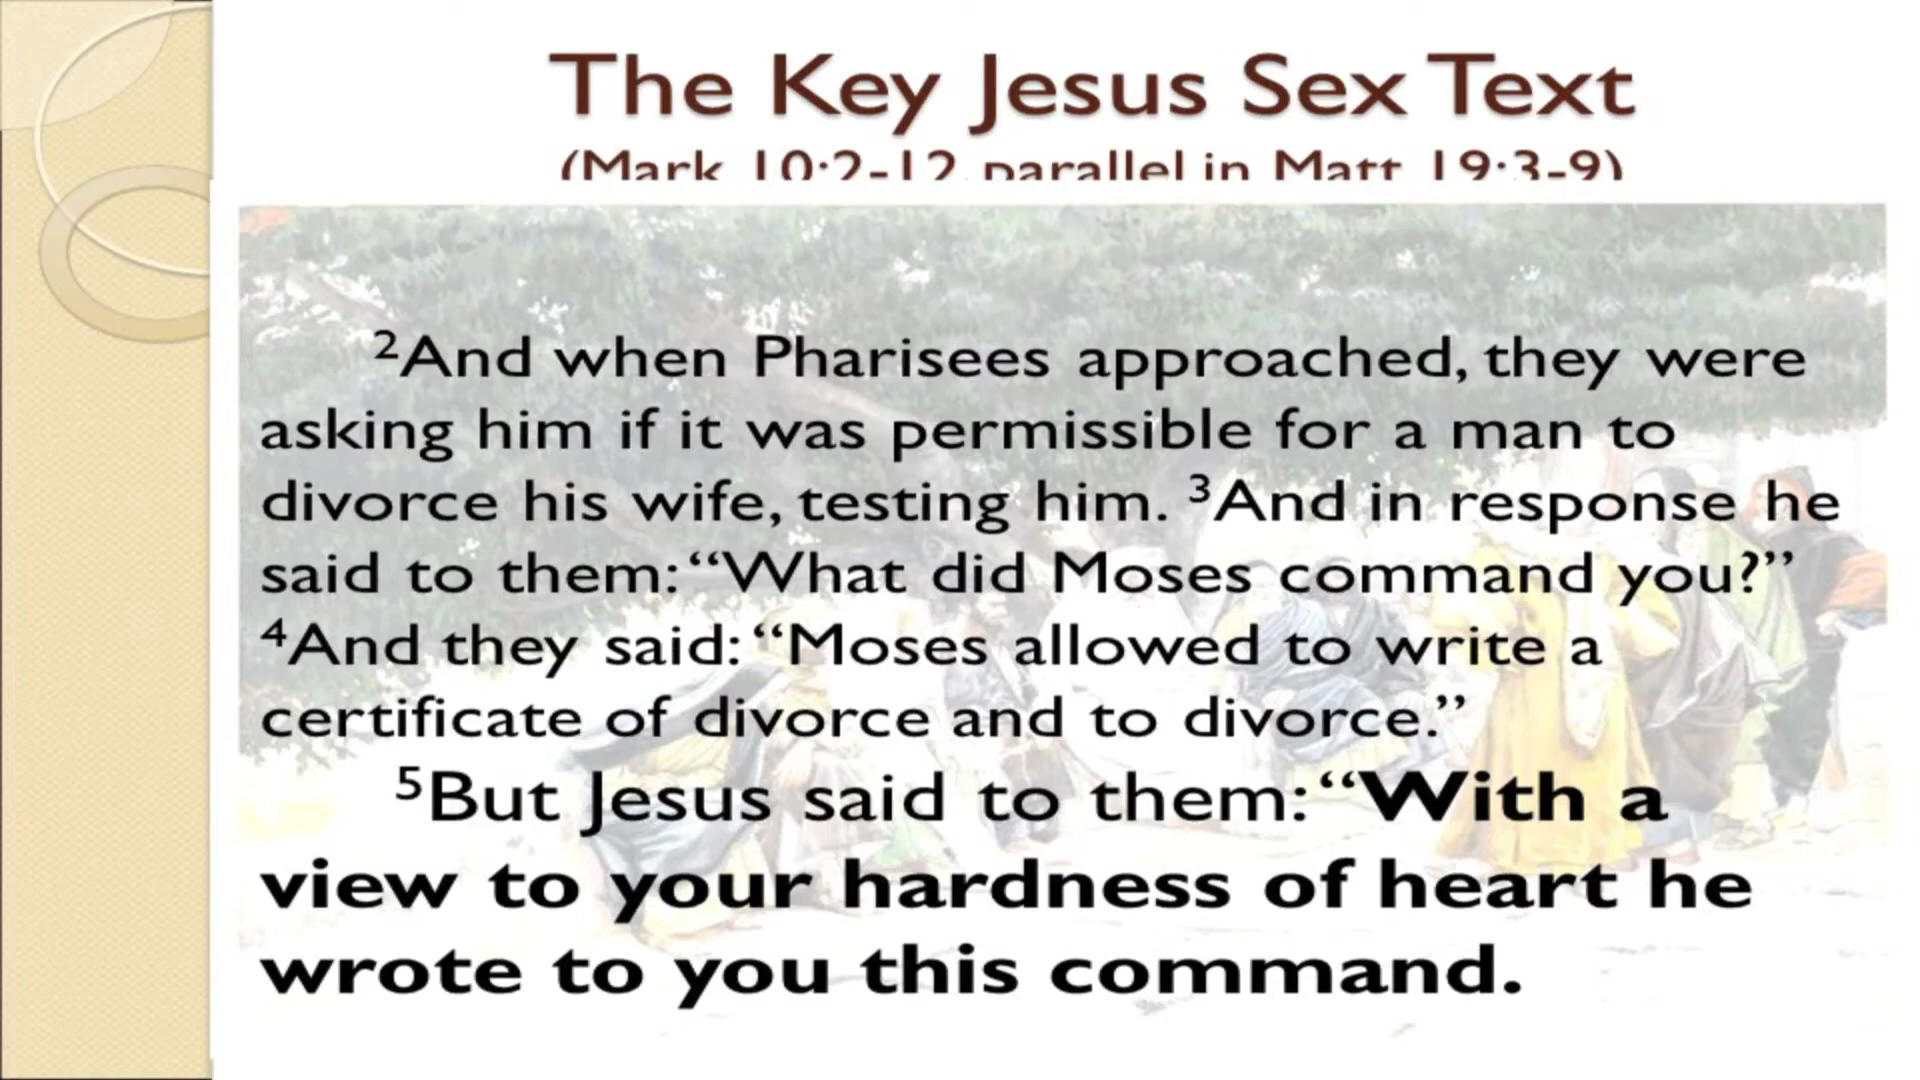 The Key Jesus Sex Text
(Mark 10:2-12 parallel in Matt 19:3-9)
²And when Pharisees approached, they were
asking him if it was permissible for a man to
divorce his wife, testing him. ³And in response he
said to them: “What did Moses command you?”
⁴And they said: “Moses allowed to write a
certificate of divorce and to divorce.”
⁵But Jesus said to them: “With a
view to your hardness of heart he
wrote to you this command.